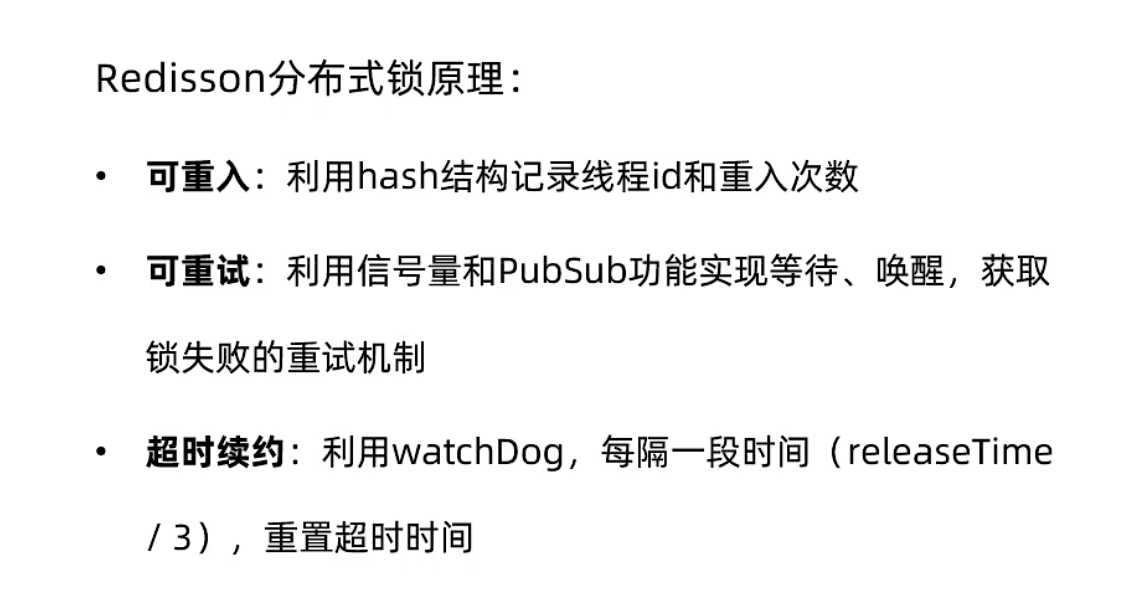 Redisson分布式锁原理：
• 可重入：利用hash结构记录线程id和重入次数
• 可重试：利用信号量和PubSub功能实现等待、唤醒，获取
锁失败的重试机制
• 超时续约：利用watchDog，每隔一段时间（releaseTime
/ 3），重置超时时间